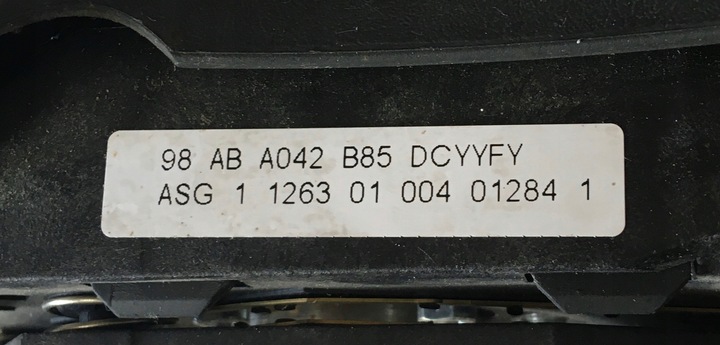 98 AB A042 B85 DCYYFY
ASG 1 1263 01 004 01284 1